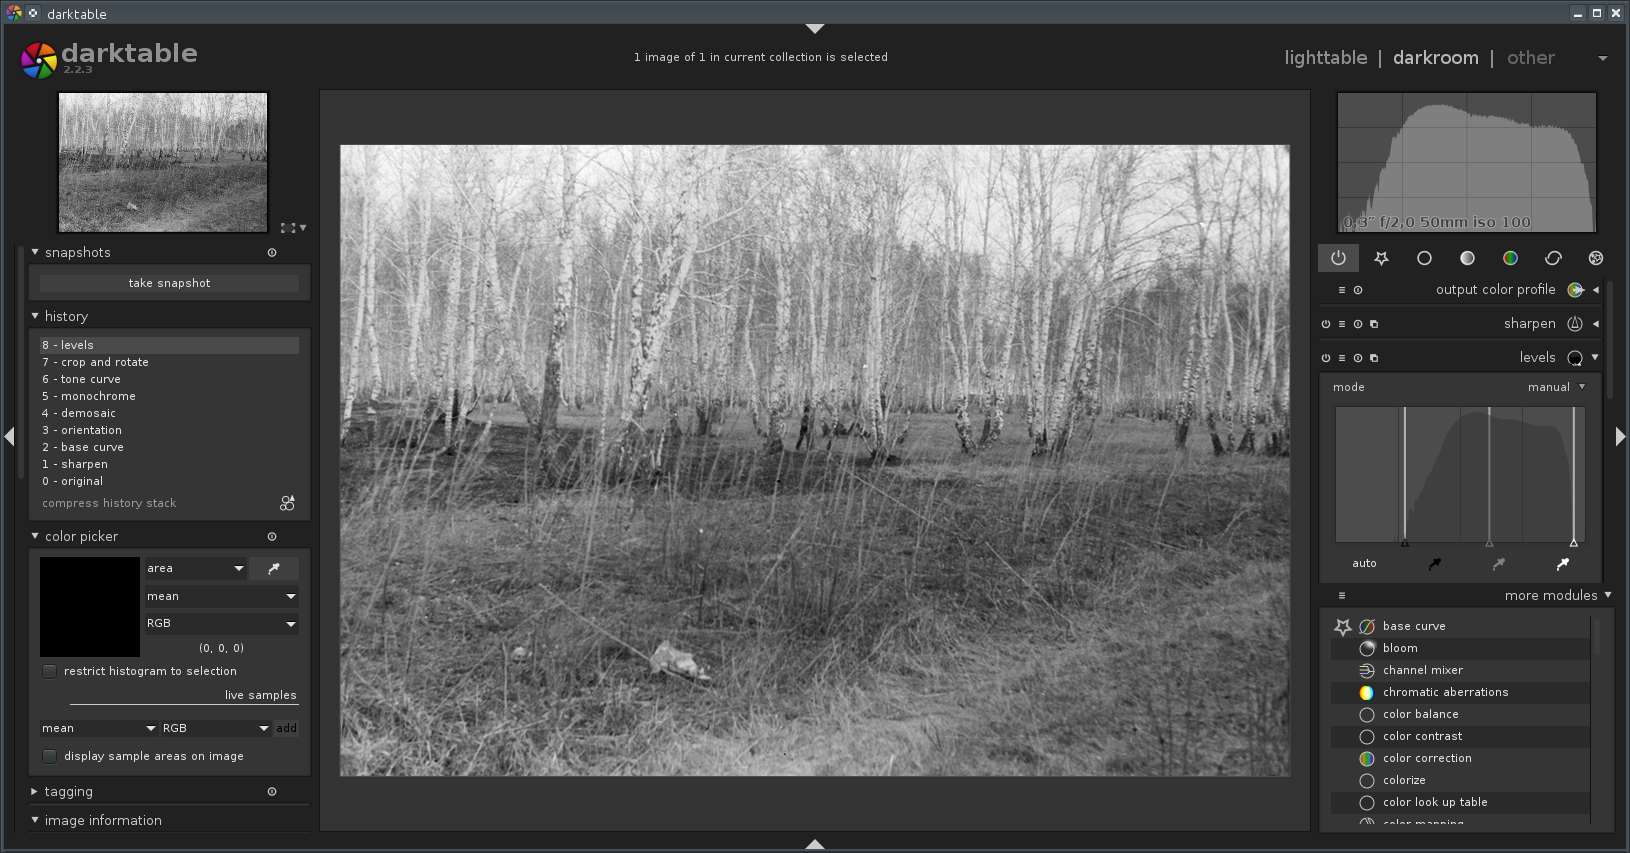 darktable
darktable
2.2.3
1 image of 1 in current collection is selected
lighttable | darkroom | other
0,3" f/2,0 50mm iso 100
snapshots
take snapshot
history
8 - levels
7 - crop and rotate
6 - tone curve
5 - monochrome
4 - demosaic
3 - orientation
2 - base curve
1 - sharpen
0 - original
compress history stack
color picker
area
mean
RGB
(0, 0, 0)
restrict histogram to selection
live samples
mean RGB add
display sample areas on image
tagging
image information
output color profile
sharpen
levels
mode manual
auto
more modules
base curve
bloom
channel mixer
chromatic aberrations
color balance
color contrast
color correction
colorize
color look up table
color mapping